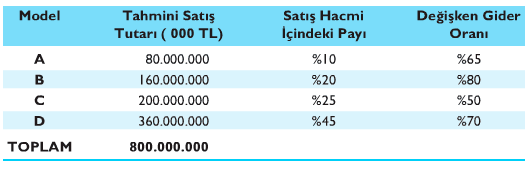 Model Tahmini Satış Satış Hacmi Değişken Gider
Tutarı ( 000 TL) İçindeki Payı Oranı
A 80.000.000 %10 %65
B 160.000.000 %20 %80
C 200.000.000 %25 %50
D 360.000.000 %45 %70
TOPLAM 800.000.000